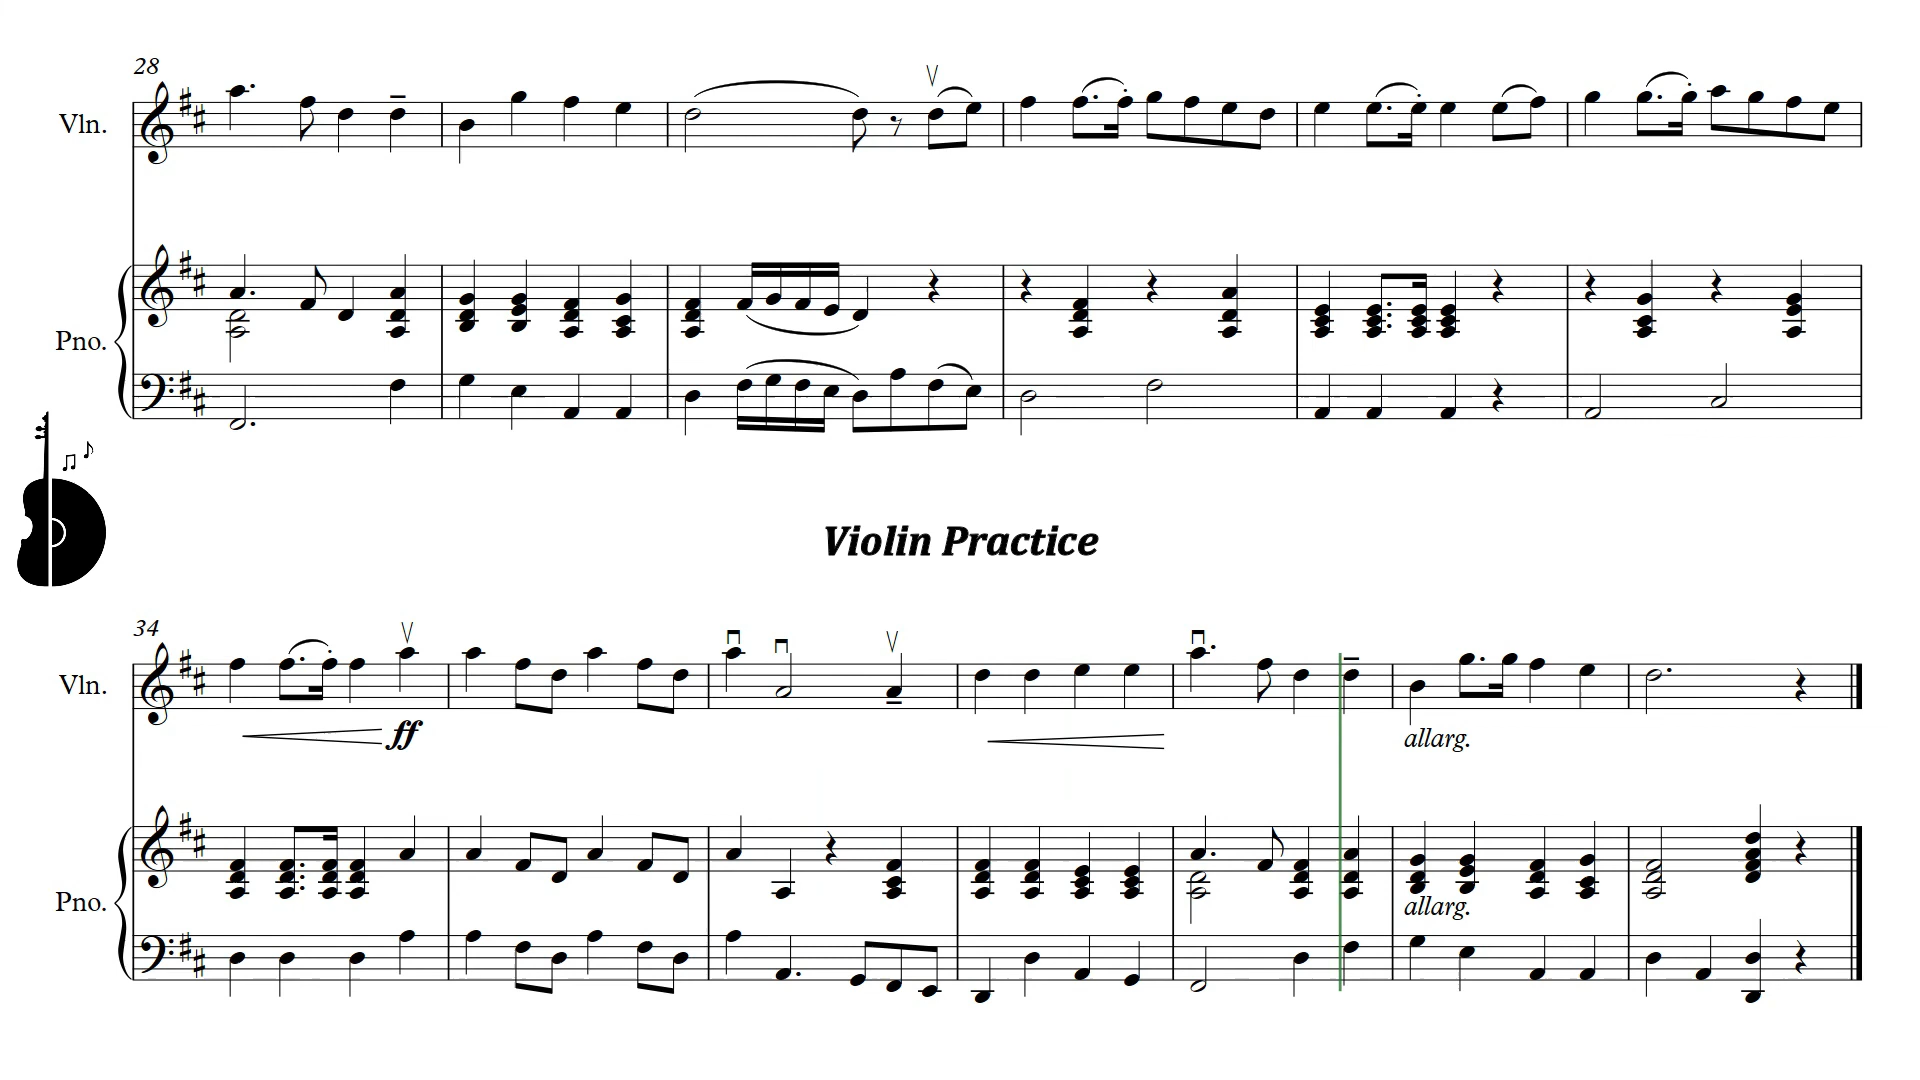 28
Vln.
Pno.
Violin Practice
34
Vln.
ff
allarg.
Pno.
allarg.